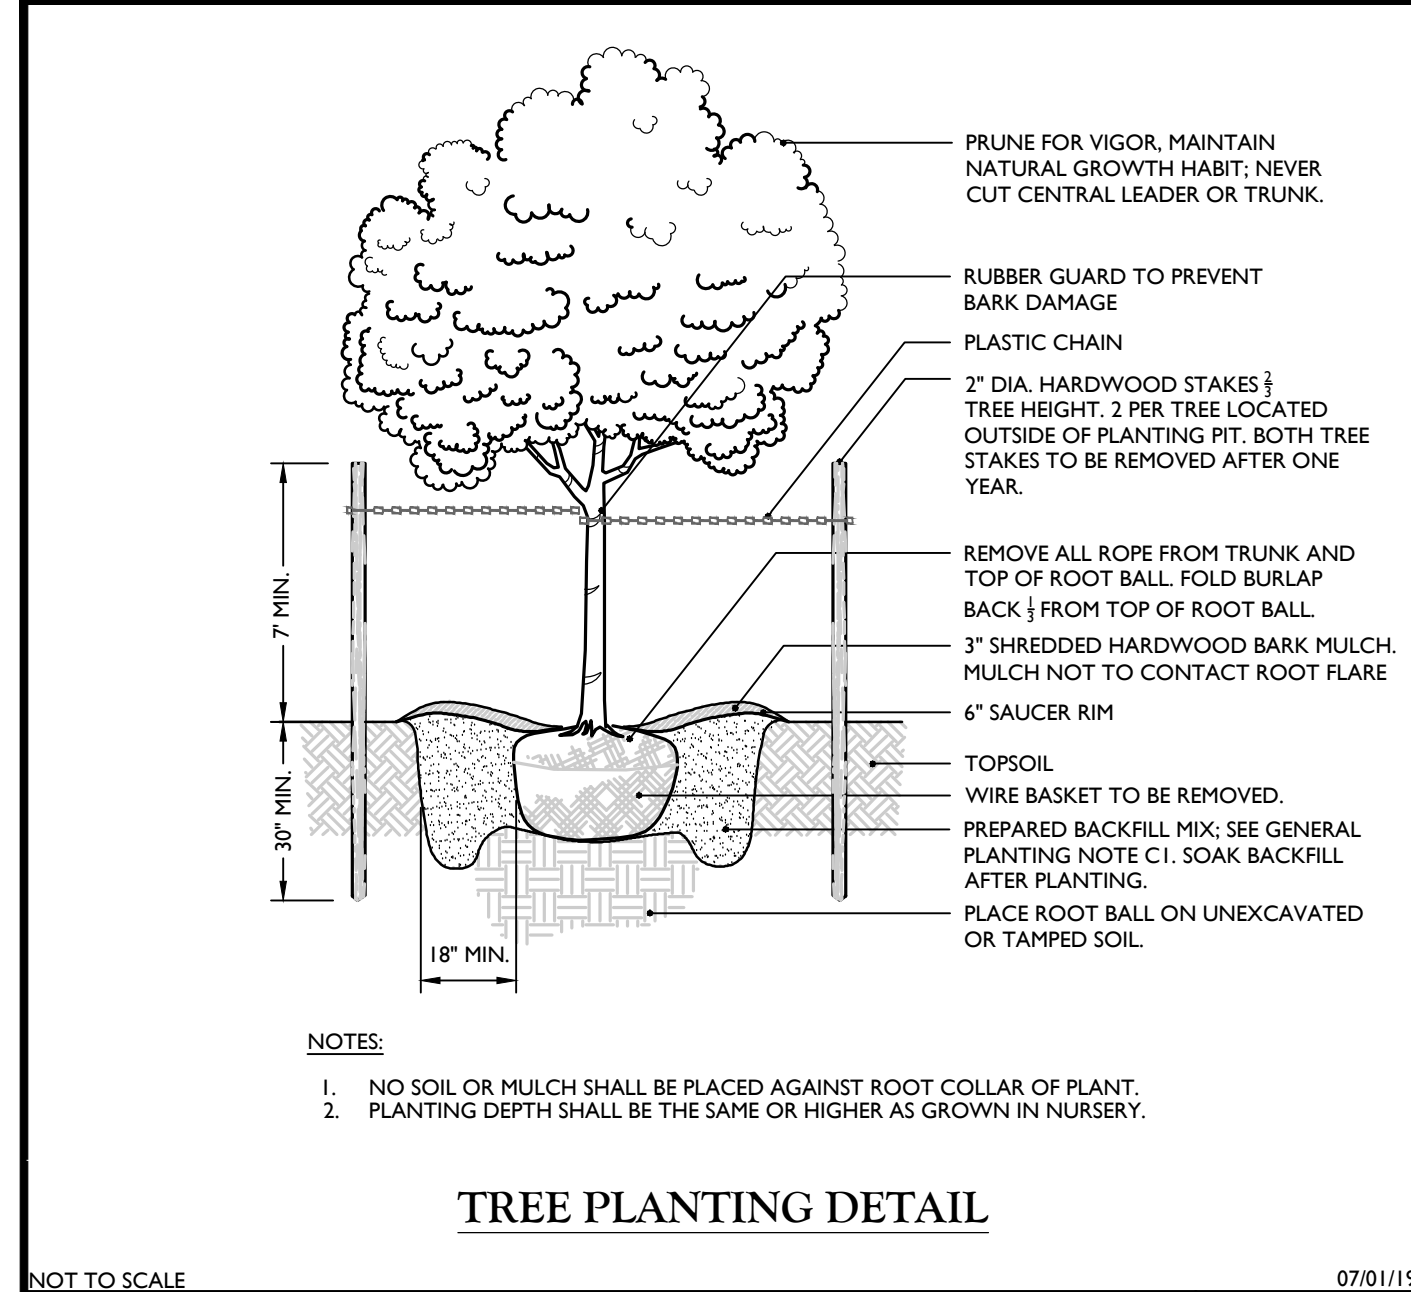 PRUNE FOR VIGOR, MAINTAIN
NATURAL GROWTH HABIT; NEVER
CUT CENTRAL LEADER OR TRUNK.
RUBBER GUARD TO PREVENT
BARK DAMAGE
PLASTIC CHAIN
2" DIA. HARDWOOD STAKES 2/3
TREE HEIGHT. 2 PER TREE LOCATED
OUTSIDE OF PLANTING PIT. BOTH TREE
STAKES TO BE REMOVED AFTER ONE
YEAR.
REMOVE ALL ROPE FROM TRUNK AND
TOP OF ROOT BALL. FOLD BURLAP
BACK 1/3 FROM TOP OF ROOT BALL.
7' MIN.
3" SHREDDED HARDWOOD BARK MULCH.
MULCH NOT TO CONTACT ROOT FLARE
6" SAUCER RIM
TOPSOIL
WIRE BASKET TO BE REMOVED.
30" MIN.
PREPARED BACKFILL MIX; SEE GENERAL
PLANTING NOTE C1. SOAK BACKFILL
AFTER PLANTING.
PLACE ROOT BALL ON UNEXCAVATED
OR TAMPED SOIL.
18" MIN.
NOTES:
1. NO SOIL OR MULCH SHALL BE PLACED AGAINST ROOT COLLAR OF PLANT.
2. PLANTING DEPTH SHALL BE THE SAME OR HIGHER AS GROWN IN NURSERY.
TREE PLANTING DETAIL
NOT TO SCALE
07/01/19